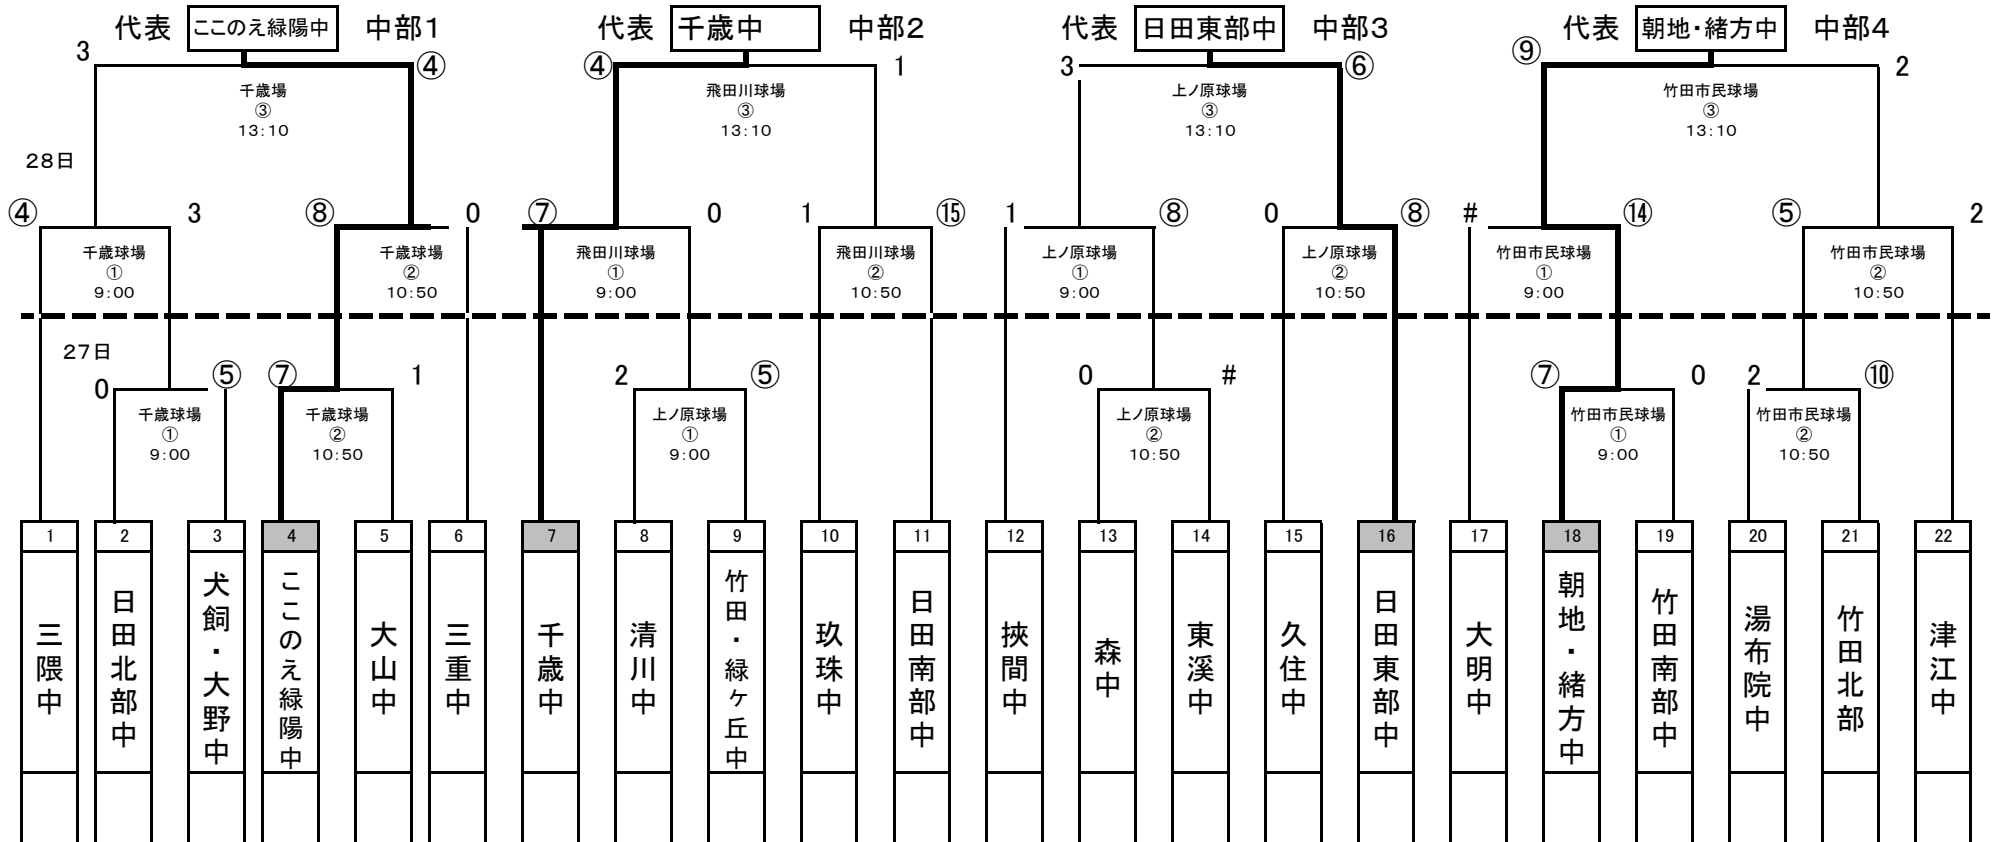 代表 ここのえ緑陽中 中部1 代表 千歳中 中部2 代表 日田東部中 中部3 代表 朝地・緒方中 中部4
3 ④ ④ 1 3 ⑥ ⑨ 2
千歳場 飛田川球場 上ノ原球場 竹田市民球場
③ ③ ③ ③
13:10 13:10 13:10 13:10
28日
④ 3 ⑧ 0 ⑦ 0 1 ⑮ 1 ⑧ 0 ⑧ # ⑭ ⑤ 2
千歳球場 千歳球場 飛田川球場 飛田川球場 上ノ原球場 上ノ原球場 竹田市民球場 竹田市民球場
① ② ① ② ① ② ① ②
9:00 10:50 9:00 10:50 9:00 10:50 9:00 10:50
27日
0 ⑤ ⑦ 1 2 ⑤ 0 # ⑦ 0 2 ⑩
千歳球場 千歳球場 上ノ原球場 上ノ原球場 竹田市民球場 竹田市民球場
① ② ① ② ① ②
9:00 10:50 9:00 10:50 9:00 10:50
1 2 3 4 5 6 7 8 9 10 11 12 13 14 15 16 17 18 19 20 21 22
三隈中
日田北部中
犬飼・大野中
ここのえ緑陽中
大山中
三重中
千歳中
清川中
竹田・緑ヶ丘中
玖珠中
日田南部中
挾間中
森中
東溪中
久住中
日田東部中
大明中
朝地・緒方中
竹田南部中
湯布院中
竹田北部
津江中